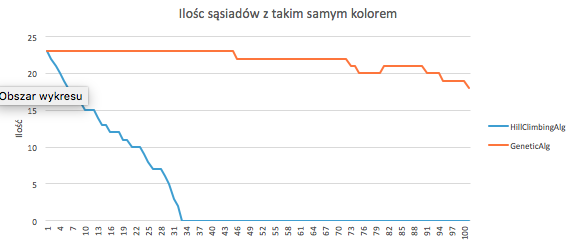 Ilośc sąsiadów z takim samym kolorem
25
20
15
10
5
0
Ilość
Obszar wykresu
1 4 7 10 13 16 19 22 25 28 31 34 37 40 43 46 49 52 55 58 61 64 67 70 73 76 79 82 85 88 91 94 97 100
HillClimbingAlg
GeneticAlg